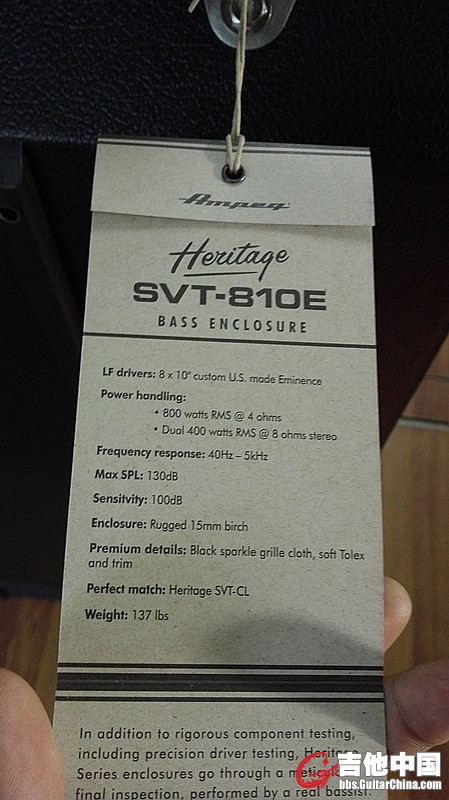 Ampeg
Heritage
SVT-810E
BASS ENCLOSURE
LF drivers: 8 x 10" custom U.S. made Eminence
Power handling:
• 800 watts RMS @ 4 ohms
• Dual 400 watts RMS @ 8 ohms stereo
Frequency response: 40Hz – 5kHz
Max SPL: 130dB
Sensitvity: 100dB
Enclosure: Rugged 15mm birch
Premium details: Black sparkle grille cloth, soft Tolex
and trim
Perfect match: Heritage SVT-CL
Weight: 137 lbs
In addition to rigorous component testing,
including precision driver testing, Heritage
Series enclosures go through a
final inspection, performed by a real bassist.
吉他中国
bbs.GuitarChina.com